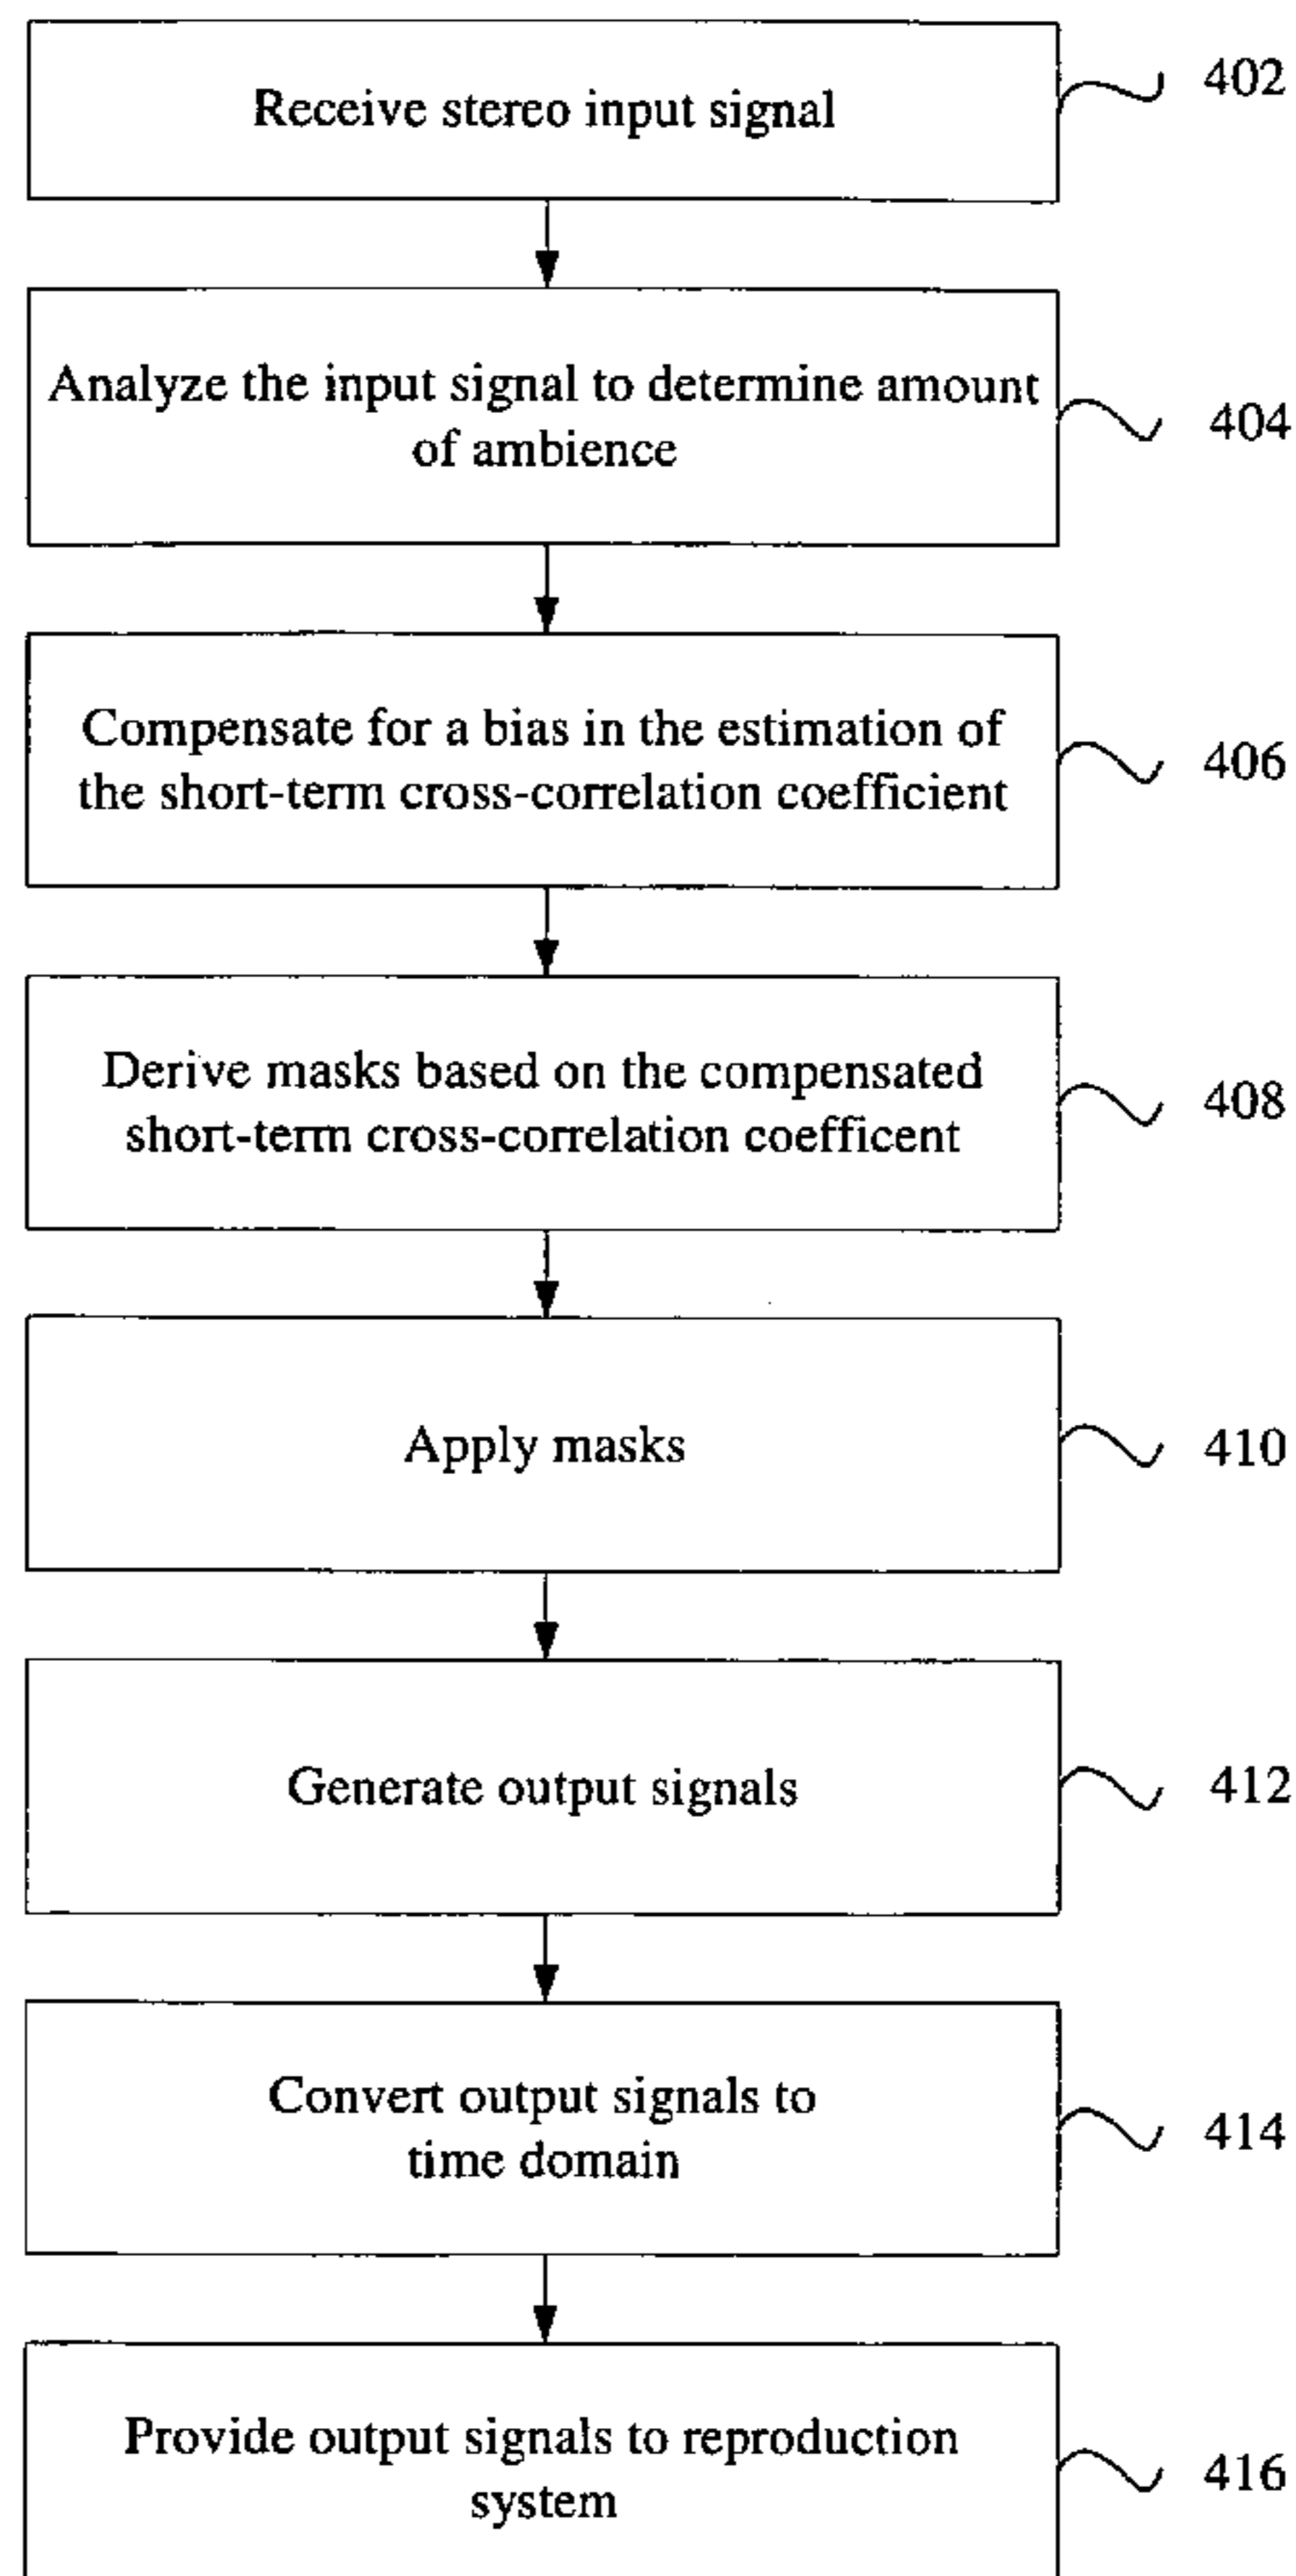 Receive stereo input signal
402
Analyze the input signal to determine amount
of ambience
404
Compensate for a bias in the estimation of
the short-term cross-correlation coefficient
406
Derive masks based on the compensated
short-term cross-correlation coefficent
408
Apply masks
410
Generate output signals
412
Convert output signals to
time domain
414
Provide output signals to reproduction
system
416